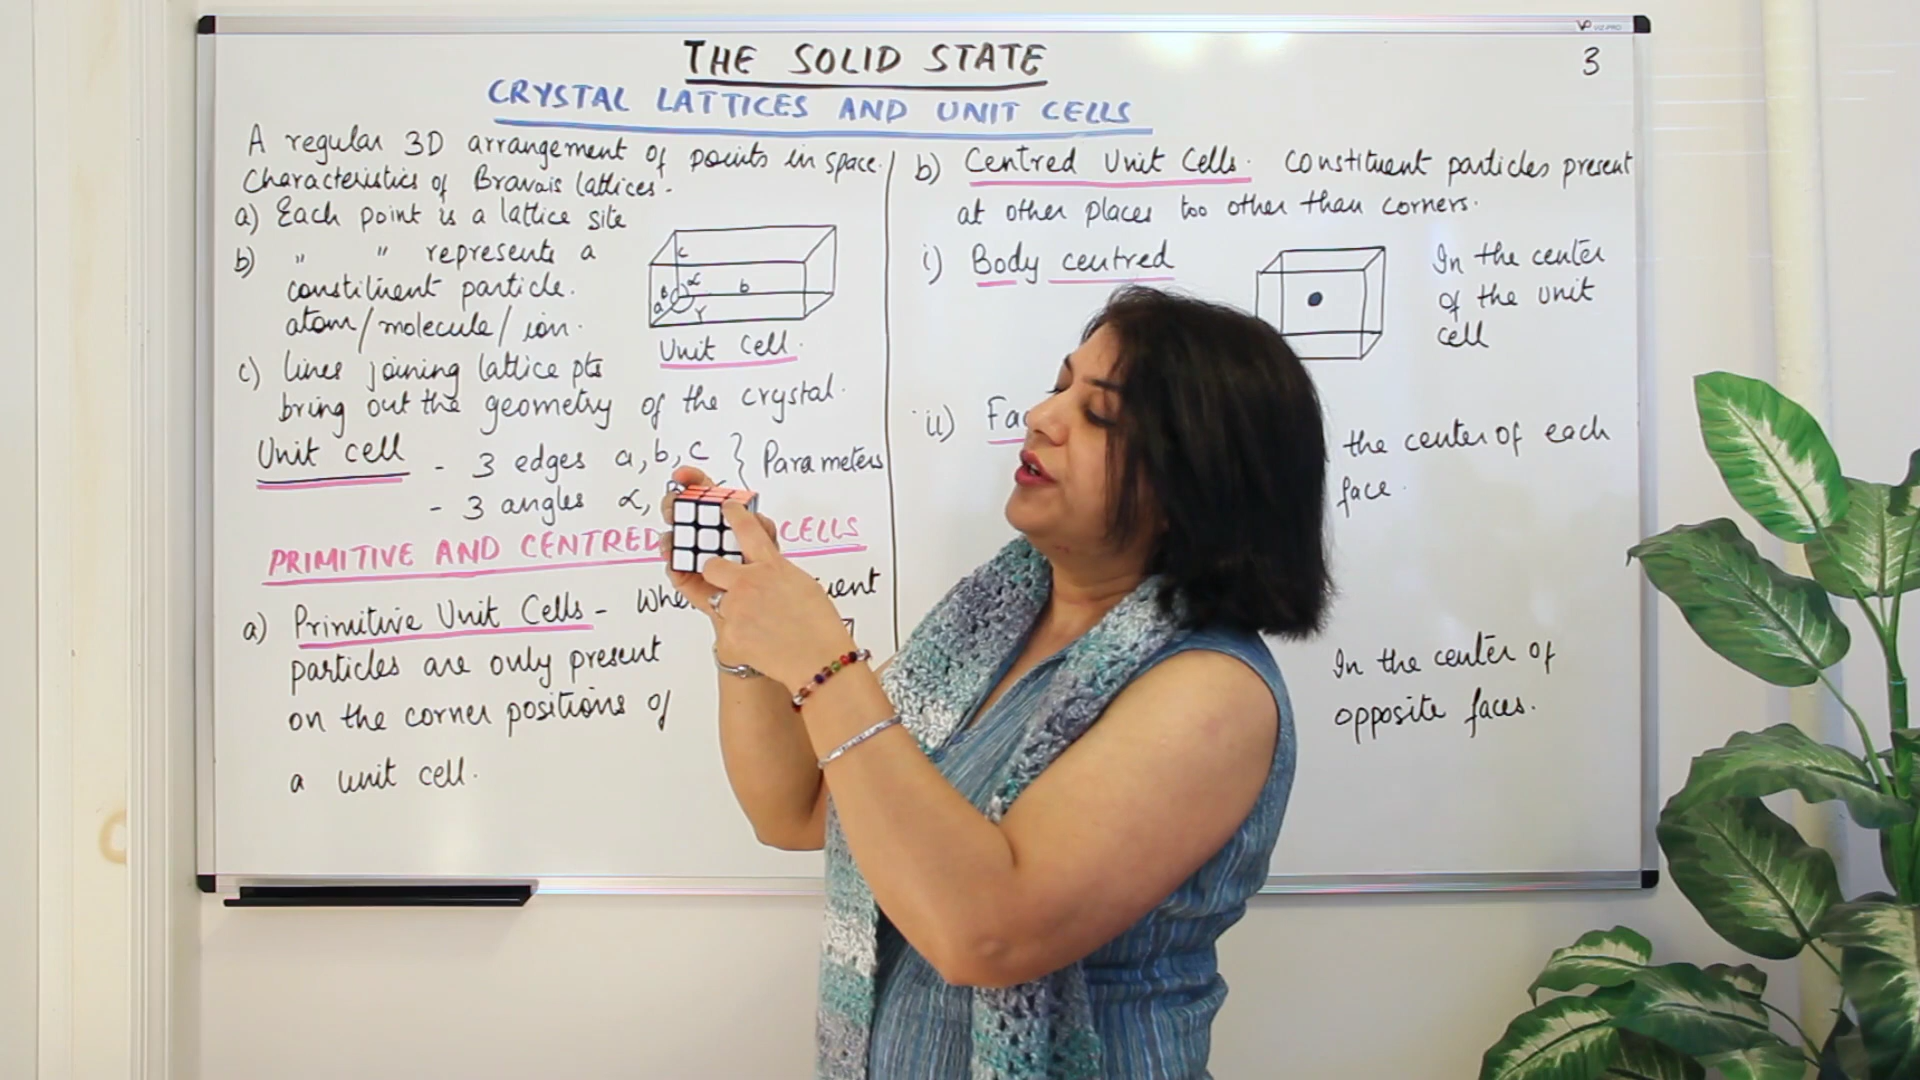 THE SOLID STATE
3
CRYSTAL LATTICES AND UNIT CELLS
A regular 3D arrangement of points in space.
Characteristics of Bravais lattices.
a) Each point is a lattice site
b) " " represents a
constituent particle.
atom/molecule/ion.
c) lines joining lattice pts
bring out the geometry of the crystal.
c
α
b
a
γ
Unit cell.
Unit cell - 3 edges a, b, c } Parameters
- 3 angles α,
PRIMITIVE AND CENTRED CELLS
a) Primitive Unit Cells -
particles are only present
on the corner positions of
a unit cell.
b) Centred Unit Cells. Constituent particles present
at other places too other than corners.
i) Body centred
In the center
of the unit
cell
ii)
the center of each
face.
In the center of
opposite faces.